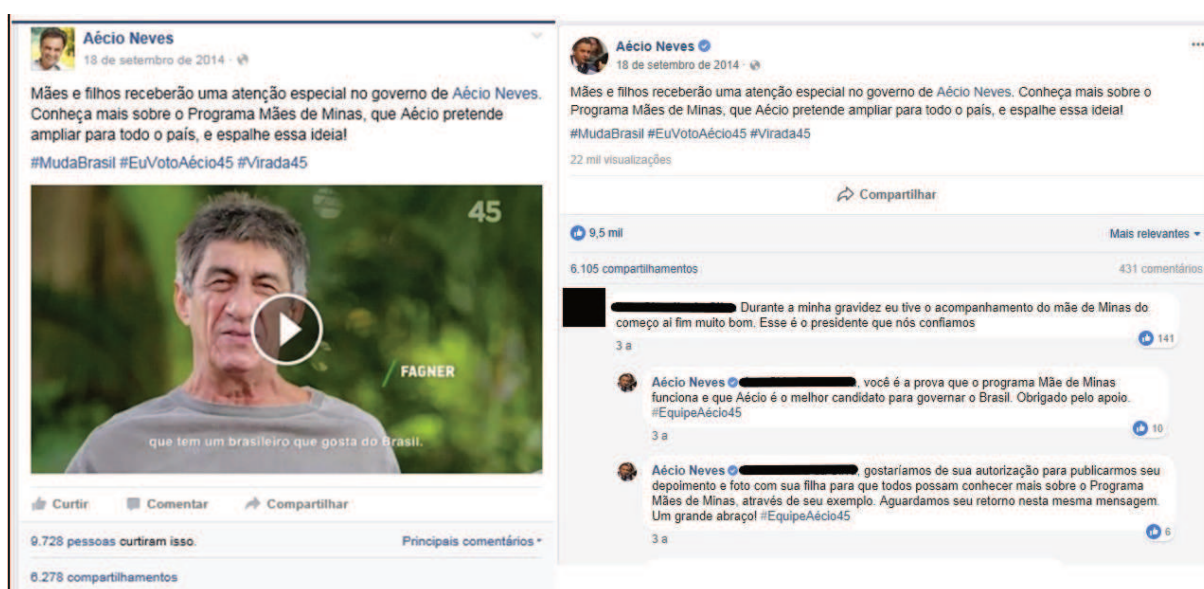 Aécio Neves
18 de setembro de 2014 ·
Mães e filhos receberão uma atenção especial no governo de Aécio Neves.
Conheça mais sobre o Programa Mães de Minas, que Aécio pretende
ampliar para todo o país, e espalhe essa ideia!
#MudaBrasil #EuVotoAécio45 #Virada45
45
FAGNER
que tem um brasileiro que gosta do Brasil.
Curtir Comentar Compartilhar
9.728 pessoas curtiram isso. Principais comentários
6.278 compartilhamentos
Aécio Neves
18 de setembro de 2014 ·
Mães e filhos receberão uma atenção especial no governo de Aécio Neves. Conheça mais sobre o
Programa Mães de Minas, que Aécio pretende ampliar para todo o país, e espalhe essa ideia!
#MudaBrasil #EuVotoAécio45 #Virada45
22 mil visualizações
Compartilhar
9,5 mil Mais relevantes
6.105 compartilhamentos 431 comentários
Durante a minha gravidez eu tive o acompanhamento do mãe de Minas do
começo al fim muito bom. Esse é o presidente que nós confiamos
3 a 141
Aécio Neves , você é a prova que o programa Mãe de Minas
funciona e que Aécio é o melhor candidato para governar o Brasil. Obrigado pelo apoio.
#EquipeAécio45
3 a 10
Aécio Neves , gostaríamos de sua autorização para publicarmos seu
depoimento e foto com sua filha para que todos possam conhecer mais sobre o Programa
Mães de Minas, através de seu exemplo. Aguardamos seu retorno nesta mesma mensagem.
Um grande abraço! #EquipeAécio45
3 a 6